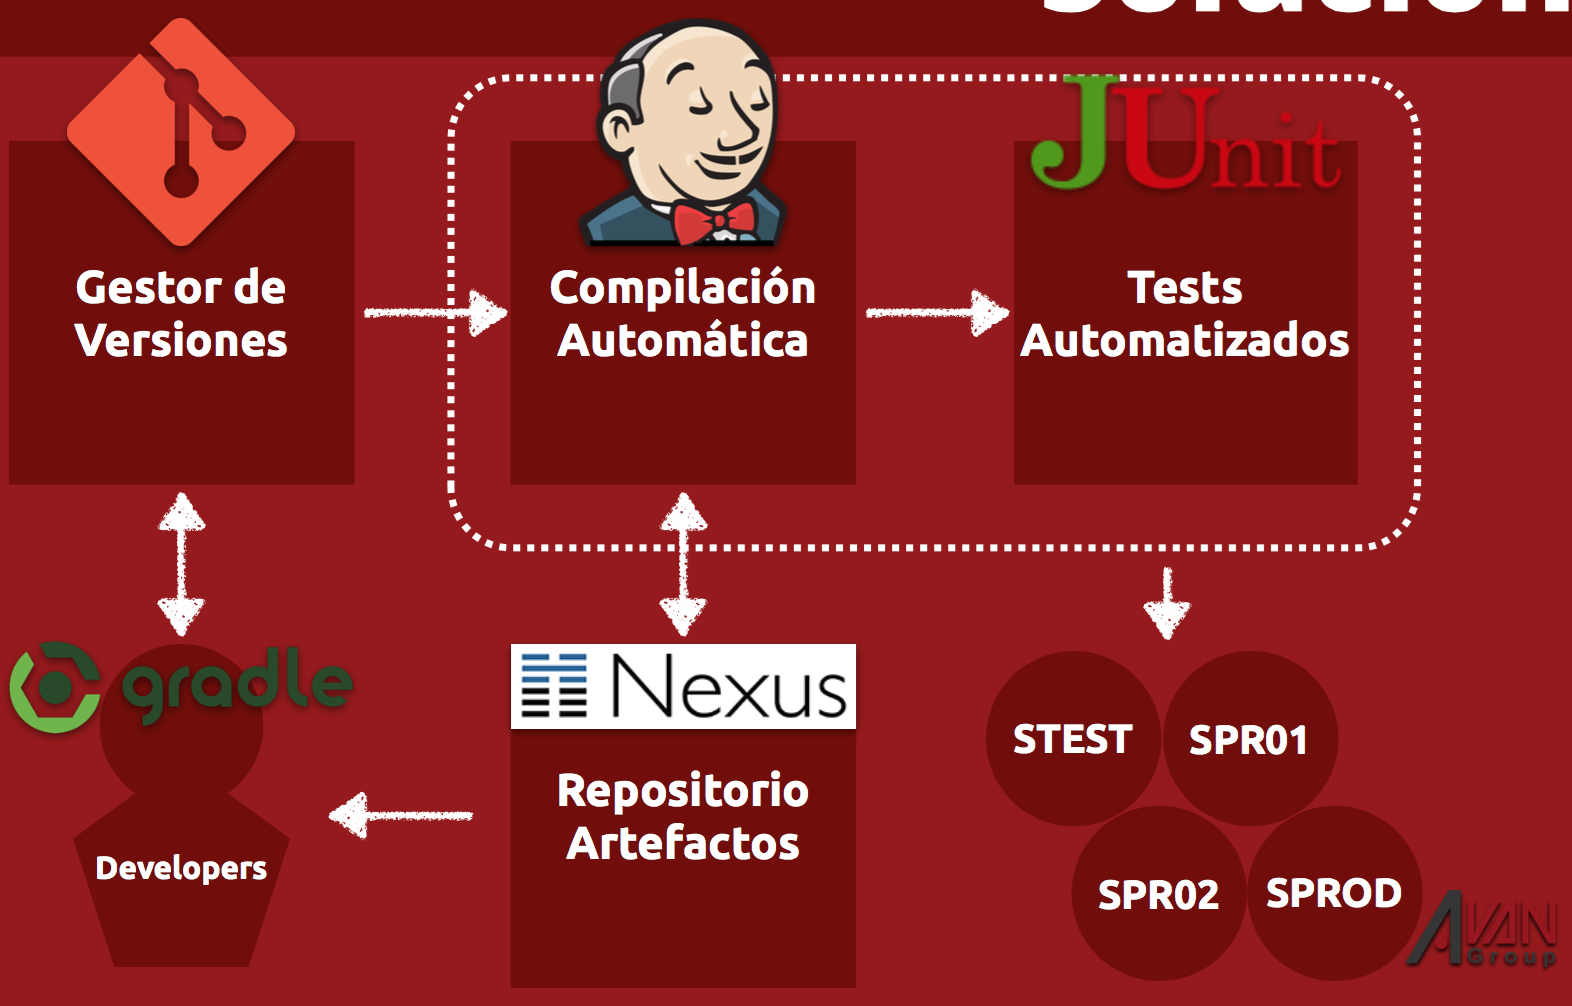 Solución
JUnit
Gestor de
Versiones
Compilación
Automática
Tests
Automatizados
gradle
Nexus
Developers
Repositorio
Artefactos
STEST
SPR01
SPR02
SPROD
AVAN
Group